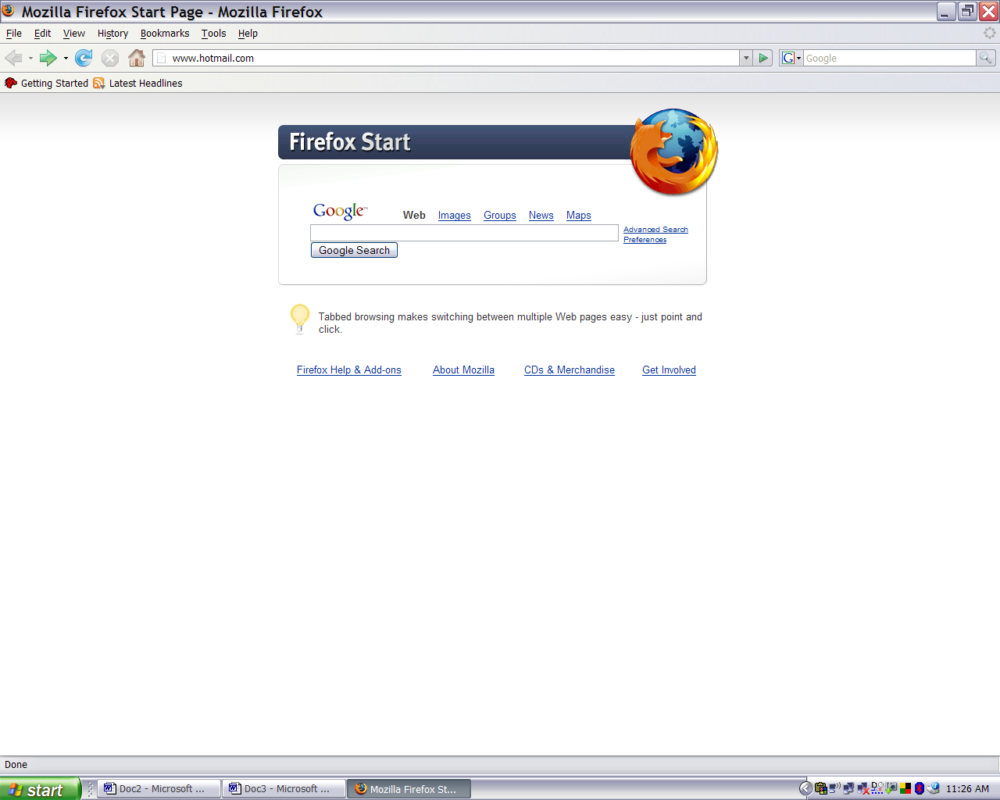 Mozilla Firefox Start Page - Mozilla Firefox
File Edit View History Bookmarks Tools Help
www.hotmail.com
G Google
Getting Started Latest Headlines
Firefox Start
Google™ Web Images Groups News Maps
Advanced Search
Preferences
Google Search
Tabbed browsing makes switching between multiple Web pages easy - just point and
click.
Firefox Help & Add-ons About Mozilla CDs & Merchandise Get Involved
Done
start Doc2 - Microsoft ... Doc3 - Microsoft ... Mozilla Firefox St... 11:26 AM